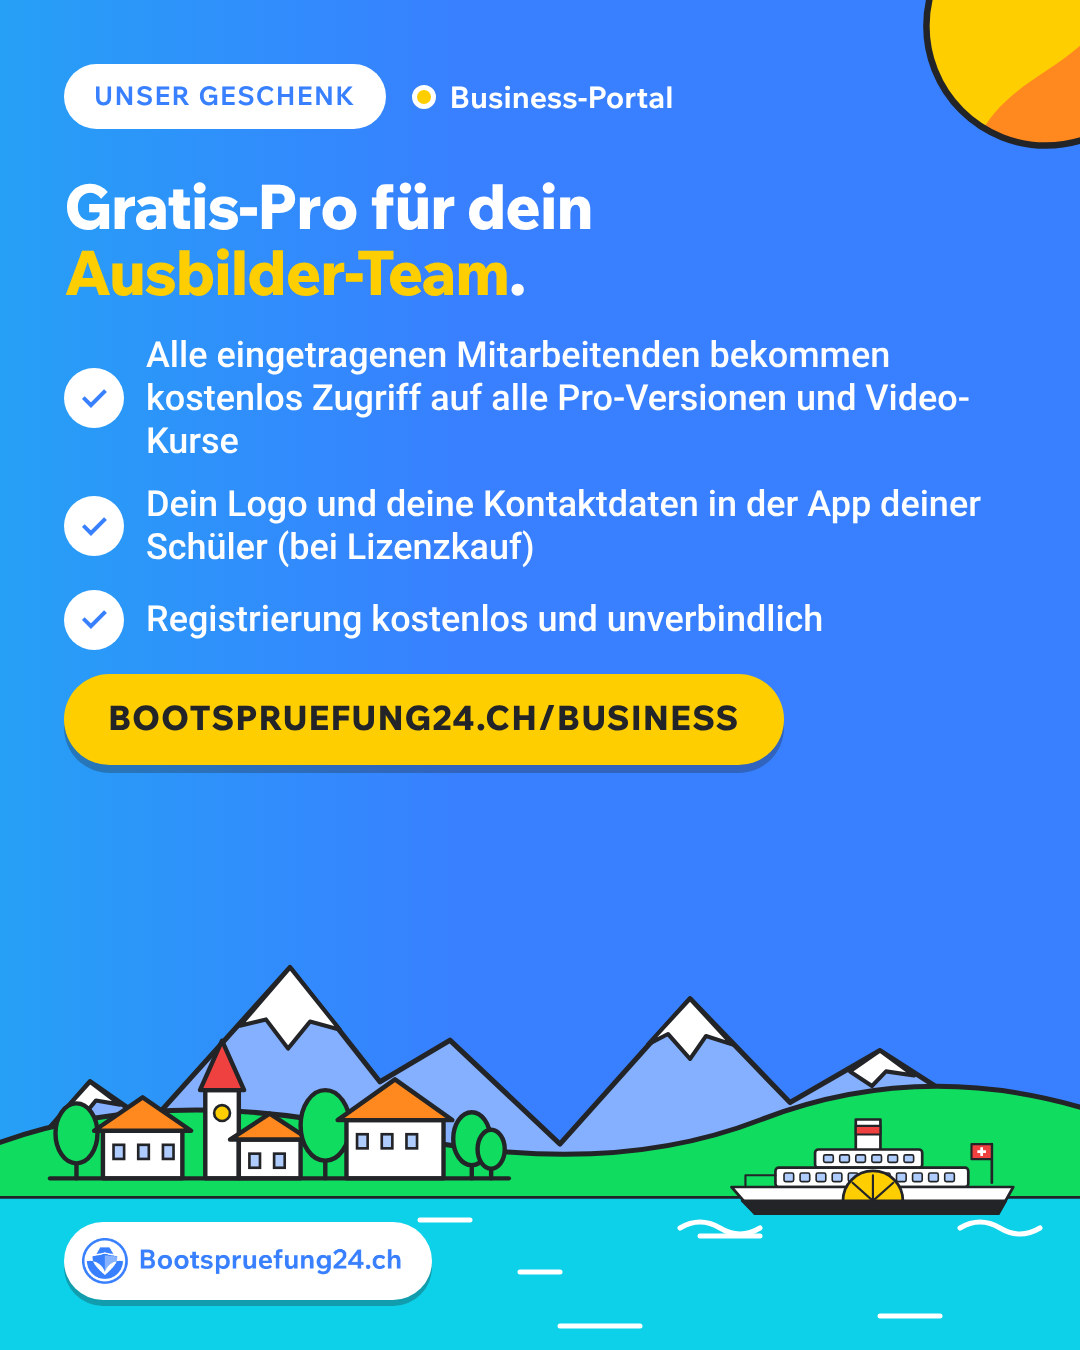 UNSER GESCHENK
Business-Portal
Gratis-Pro für dein
Ausbilder-Team.
Alle eingetragenen Mitarbeitenden bekommen
kostenlos Zugriff auf alle Pro-Versionen und Video-
Kurse
Dein Logo und deine Kontaktdaten in der App deiner
Schüler (bei Lizenzkauf)
Registrierung kostenlos und unverbindlich
BOOTSPRUEFUNG24.CH/BUSINESS
Bootspruefung24.ch